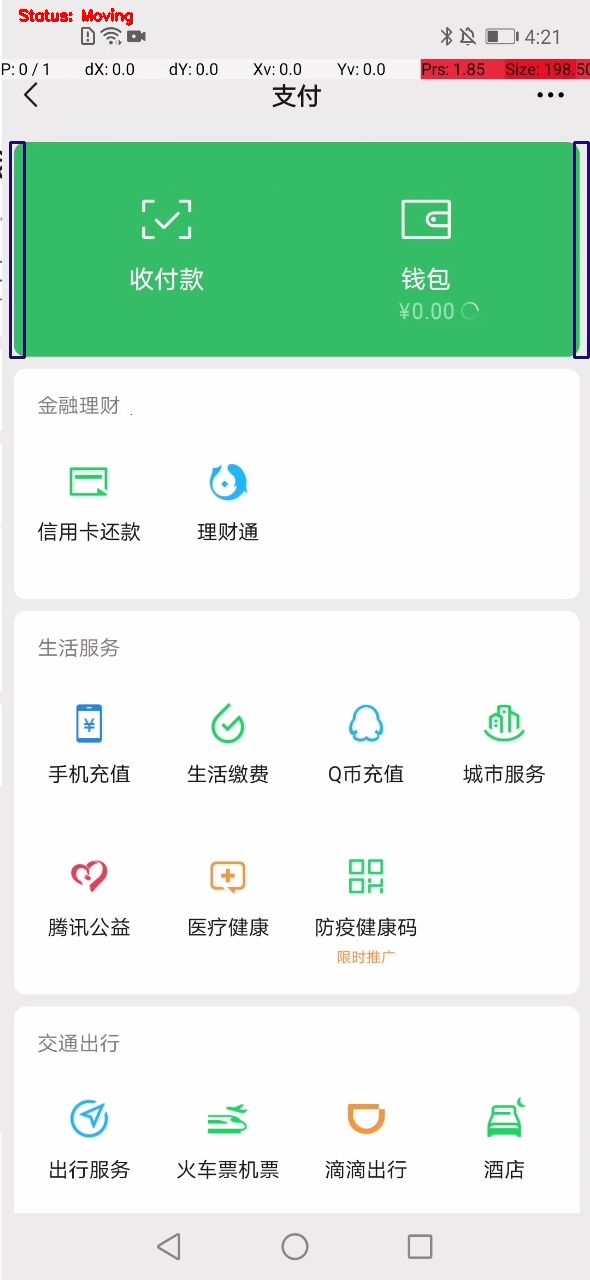 Status: Moving
4:21
P: 0 / 1 dX: 0.0 dY: 0.0 Xv: 0.0 Yv: 0.0 Prs: 1.85 Size: 198.50
支付
收付款 钱包
¥0.00
金融理财
信用卡还款 理财通
生活服务
手机充值 生活缴费 Q币充值 城市服务
腾讯公益 医疗健康 防疫健康码
限时推广
交通出行
出行服务 火车票机票 滴滴出行 酒店